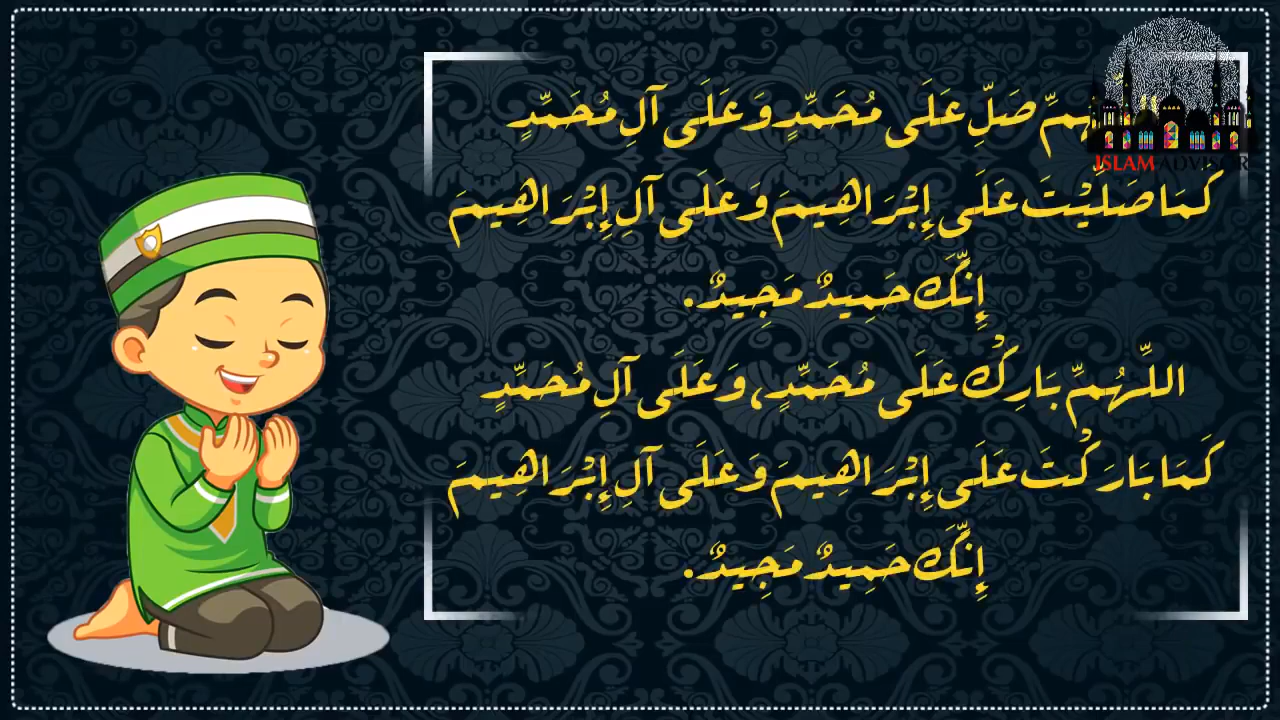 صَلِّ عَلَى مُحَمَّدٍ وَعَلَى آلِ مُحَمَّدٍ
كَمَا صَلَيْتَ عَلَى إِبْرَاهِيمَ وَعَلَى آلِ إِبْرَاهِيمَ
إِنَّكَ حَمِيدٌ مَجِيدٌ.
اللَّهُمَّ بَارِكْ عَلَى مُحَمَّدٍ، وَعَلَى آلِ مُحَمَّدٍ
كَمَا بَارَكْتَ عَلَى إِبْرَاهِيمَ وَعَلَى آلِ إِبْرَاهِيمَ
إِنَّكَ حَمِيدٌ مَجِيدٌ.
ISLAM ADVISOR